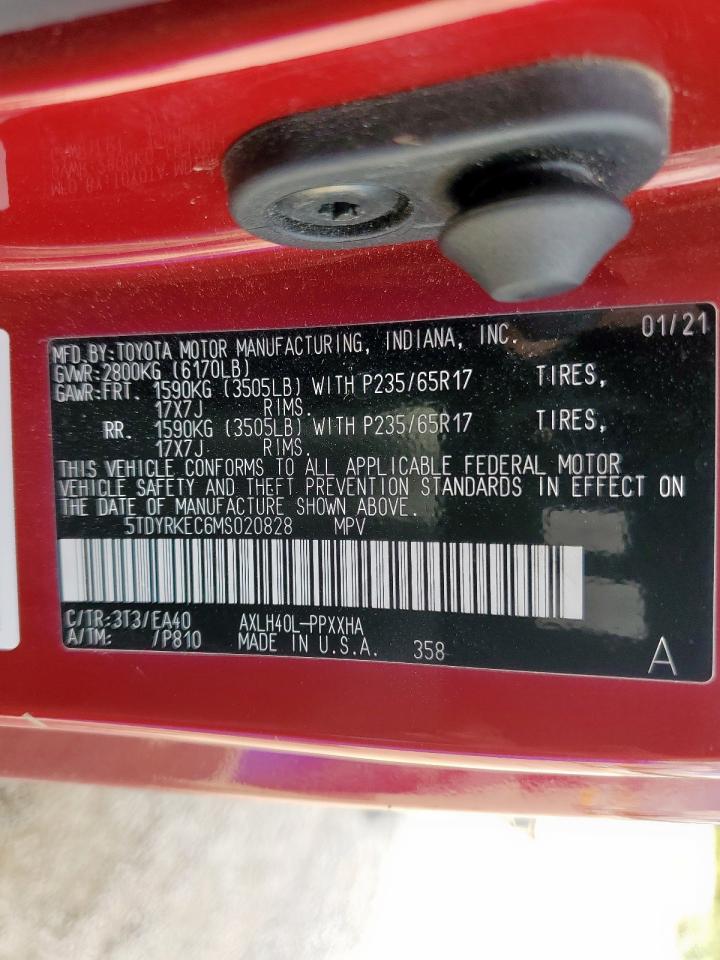 MFD.BY:TOYOTA MOTOR MANUFACTURING, INDIANA, INC. 01/21
GVWR:2800KG (6170LB)
GAWR:FRT. 1590KG (3505LB) WITH P235/65R17 TIRES,
17X7J RIMS.
RR. 1590KG (3505LB) WITH P235/65R17 TIRES,
17X7J RIMS.
THIS VEHICLE CONFORMS TO ALL APPLICABLE FEDERAL MOTOR
VEHICLE SAFETY AND THEFT PREVENTION STANDARDS IN EFFECT ON
THE DATE OF MANUFACTURE SHOWN ABOVE.
5TDYRKEC6MS020828 MPV
C/TR:3T3/EA40 AXLH40L-PPXXHA
A/TM: /P810 MADE IN U.S.A. 358 A